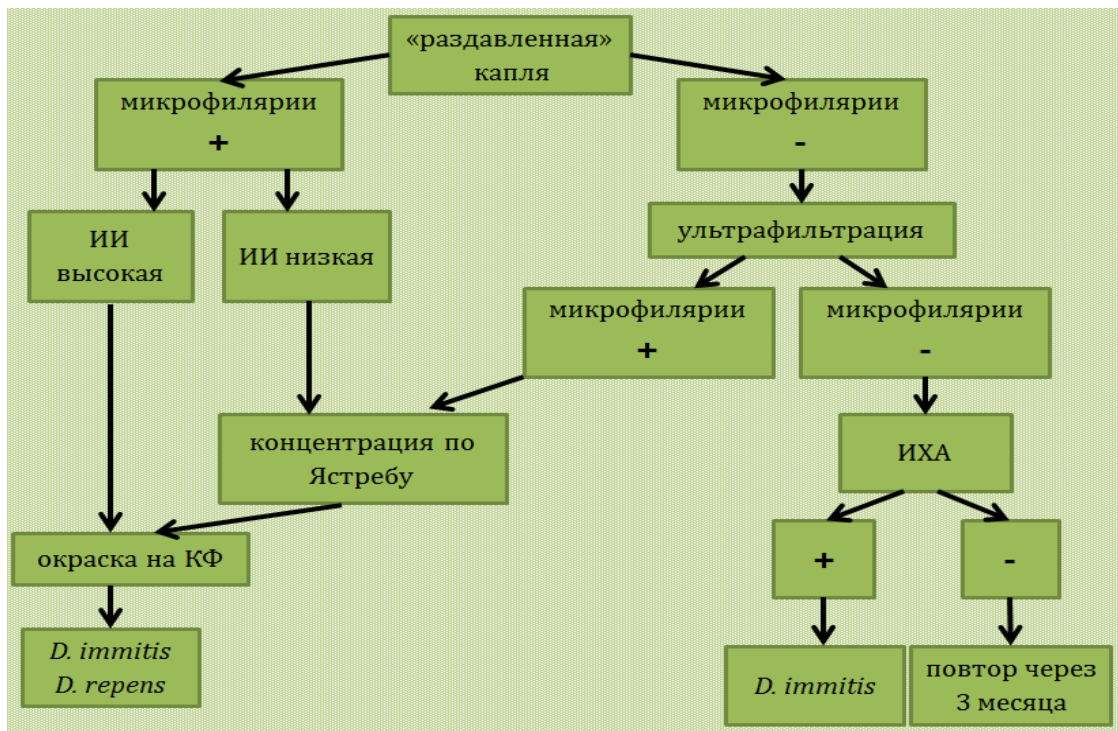 «раздавленная»
капля
микрофилярии
+
микрофилярии
-
ИИ
высокая
ИИ низкая
ультрафильтрация
микрофилярии
+
микрофилярии
-
концентрация по
Ястребу
ИХА
окраска на КФ
+
-
D. immitis
D. repens
D. immitis
повтор через
3 месяца